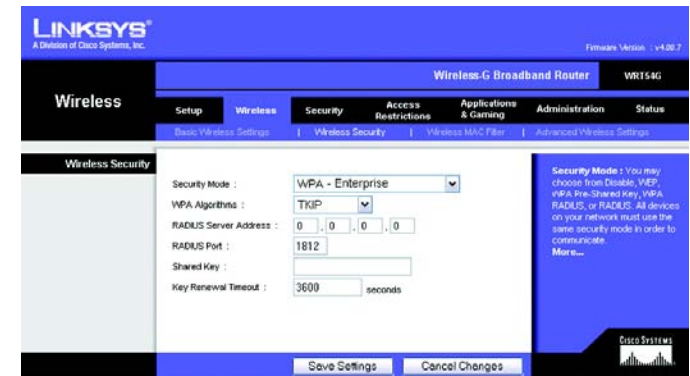 LINKSYS®
A Division of Cisco Systems, Inc.
Firmware Version : v4.00.7
Wireless-G Broadband Router WRT54G
Wireless
Setup Wireless Security Access Restrictions Applications & Gaming Administration Status
Basic Wireless Settings | Wireless Security | Wireless MAC Filter | Advanced Wireless Settings
Wireless Security
Security Mode : WPA - Enterprise
WPA Algorithms : TKIP
RADIUS Server Address : 0 . 0 . 0 . 0
RADIUS Port : 1812
Shared Key :
Key Renewal Timeout : 3600 seconds
Security Mode : You may
choose from Disable, WEP,
WPA Pre-Shared Key, WPA
RADIUS, or RADIUS. All devices
on your network must use the
same security mode in order to
communicate.
More...
CISCO SYSTEMS
Save Settings Cancel Changes